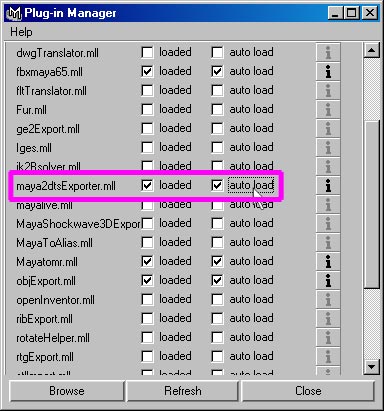 Plug-in Manager
Help
dwgTranslator.mll loaded auto load
fbxmaya65.mll loaded auto load i
fltTranslator.mll loaded auto load
Fur.mll loaded auto load
ge2Export.mll loaded auto load
Iges.mll loaded auto load
ik2Bsolver.mll loaded auto load
maya2dtsExporter.mll loaded auto load i
mayalive.mll loaded auto load
MayaShockwave3DExpor loaded auto load
MayaToAlias.mll loaded auto load
Mayatomr.mll loaded auto load i
objExport.mll loaded auto load i
openInventor.mll loaded auto load
ribExport.mll loaded auto load
rotateHelper.mll loaded auto load
rtgExport.mll loaded auto load
loaded auto load
Browse Refresh Close